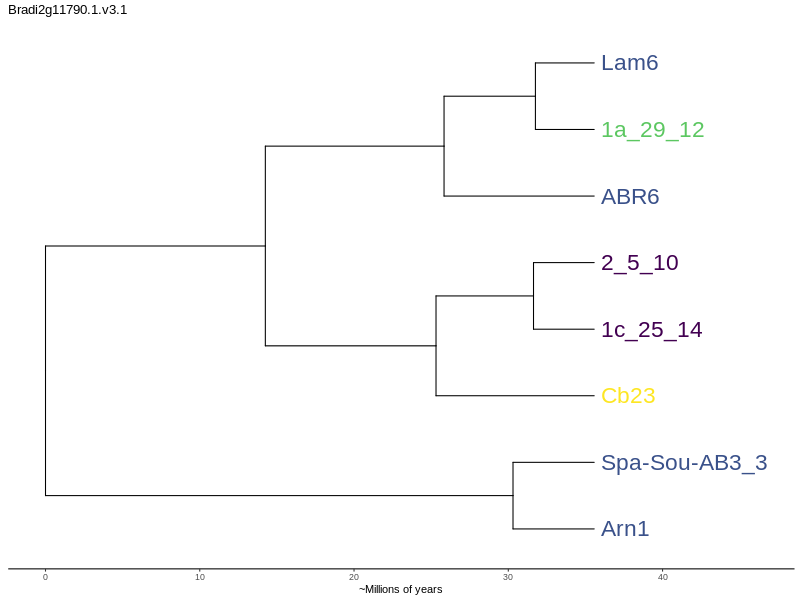 Bradi2g11790.1.v3.1
Lam6
1a_29_12
ABR6
2_5_10
1c_25_14
Cb23
Spa-Sou-AB3_3
Arn1
0 10 20 30 40
~Millions of years